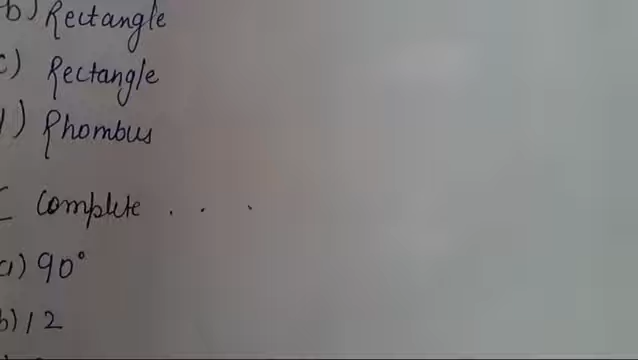 b) Rectangle
c) Rectangle
d) Rhombus
Complete . . .
a) 90°
b) 12